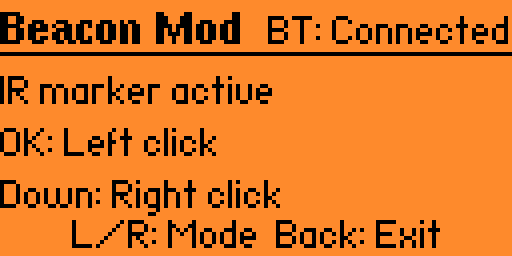 Beacon Mod BT: Connected
IR marker active
OK: Left click
Down: Right click
L/R: Mode Back: Exit